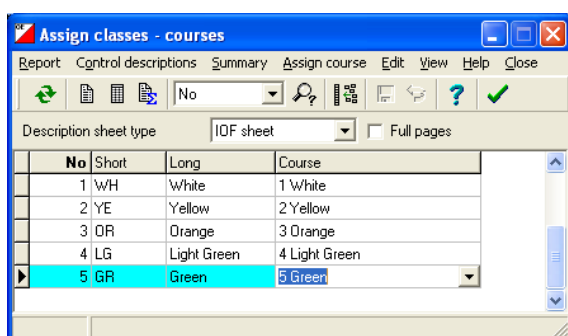 OE Assign classes - courses
Report Control descriptions Summary Assign course Edit View Help Close
No
Description sheet type IOF sheet Full pages
No Short Long Course
1 WH White 1 White
2 YE Yellow 2 Yellow
3 OR Orange 3 Orange
4 LG Light Green 4 Light Green
5 GR Green 5 Green